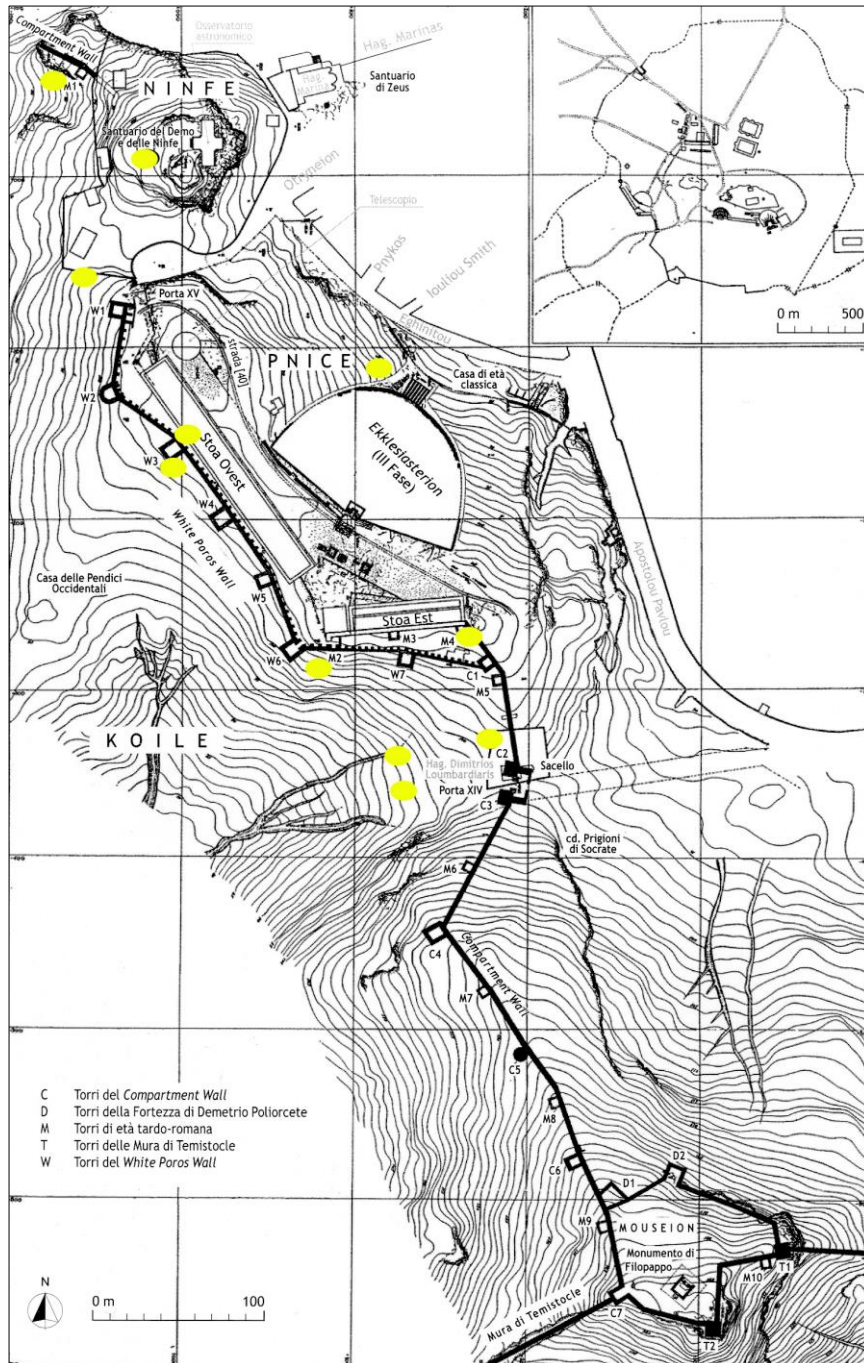 Compartment Wall
M1
NINFE
Osservatorio
astronomico
Hag. Marinas
Hag.
Marina
Santuario
di Zeus
Santuario del Demo
e delle Ninfe
Otryneion
Telescopio
Pnykos
Iouliou Smith
Eghinitou
0 m 500
Porta XV
W1
strada [40]
PNICE
Casa di età
classica
W2
Ekklesiasterion
(III Fase)
Stoa Ovest
W3
W4
White Poros Wall
Casa delle Pendici
Occidentali
W5
Apostolou Pavlou
Stoa Est
M3
M4
W6
M2
W7
C1
M5
KOILE
C2
Hag. Dimitrios
Loumbardiaris
Sacello
Porta XIV
C3
cd. Prigioni
di Socrate
M6
C4
Compartment Wall
M7
C5
C Torri del Compartment Wall
D Torri della Fortezza di Demetrio Poliorcete
M Torri di età tardo-romana
T Torri delle Mura di Temistocle
W Torri del White Poros Wall
M8
C6
D2
D1
M9
MOUSEION
Monumento di
Filopappo
M10
T1
N
0 m 100
C7
Mura di Temistocle
T2